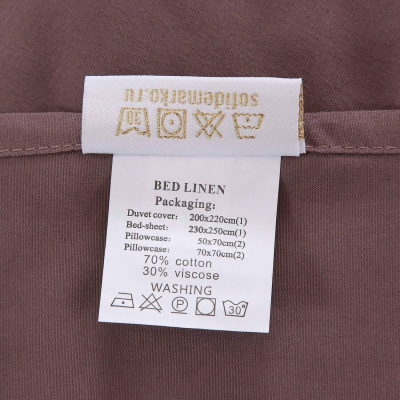 solidemarko.ru
30
BED LINEN
Packaging:
Duvet cover: 200x220cm(1)
Bed-sheet: 230x250cm(1)
Pillowcase: 50x70cm(2)
Pillowcase: 70x70cm(2)
70% cotton
30% viscose
WASHING
P 30°